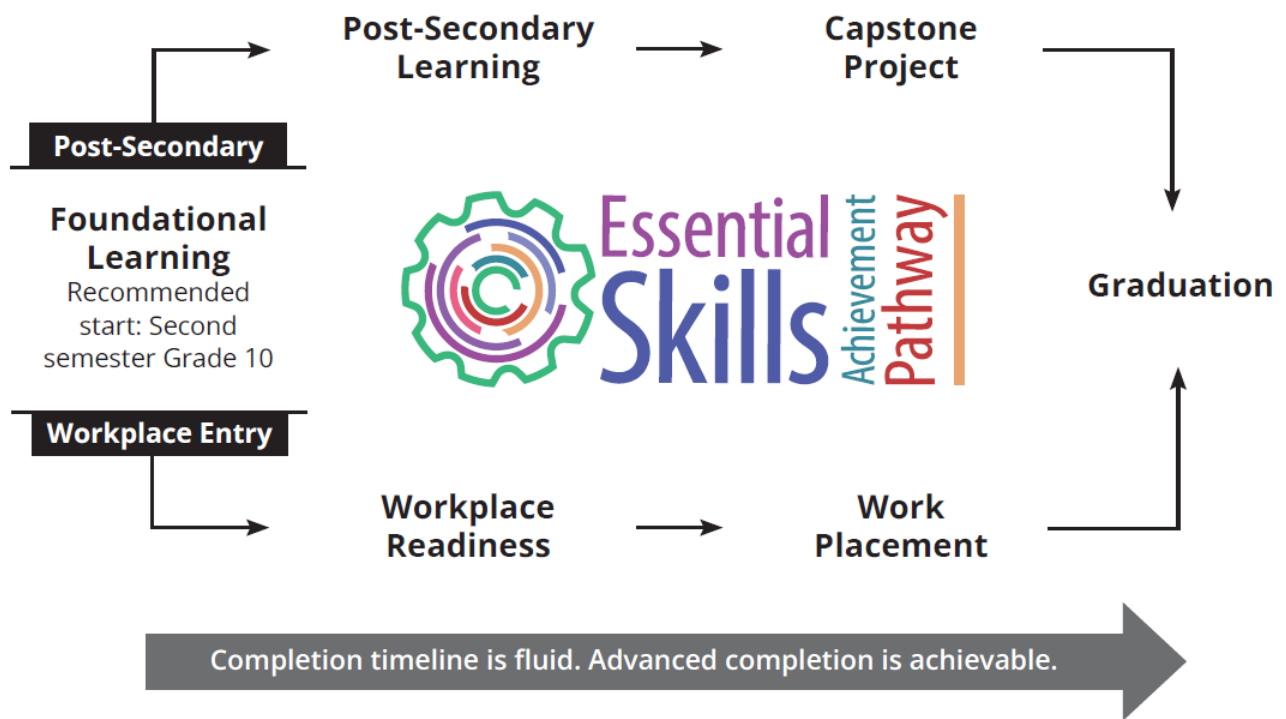 Post-Secondary
Learning
Capstone
Project
Post-Secondary
Foundational
Learning
Recommended
start: Second
semester Grade 10
Essential
Skills
Achievement
Pathway
Graduation
Workplace Entry
Workplace
Readiness
Work
Placement
Completion timeline is fluid. Advanced completion is achievable.